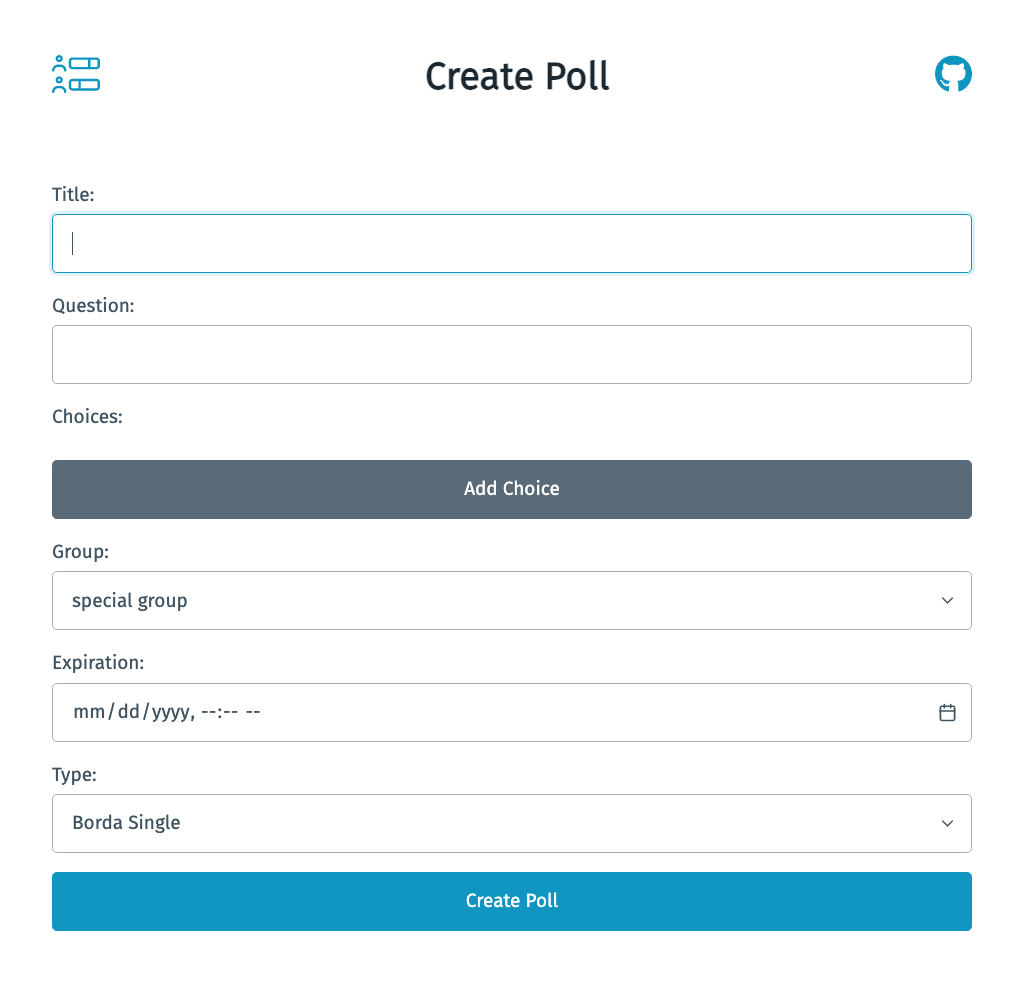 Create Poll
Title:
Question:
Choices:
Add Choice
Group:
special group
Expiration:
mm/dd/yyyy, --:-- --
Type:
Borda Single
Create Poll